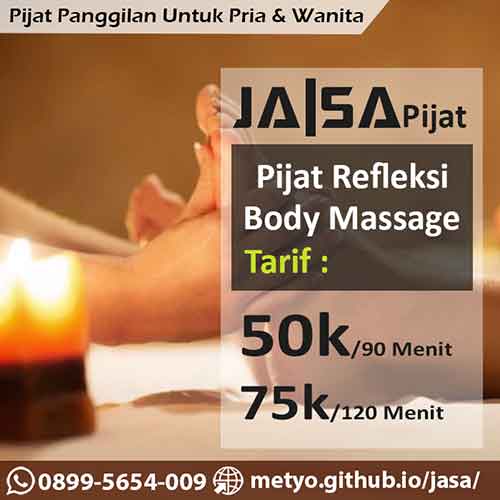 Pijat Panggilan Untuk Pria & Wanita
JA|SA Pijat
Pijat Refleksi
Body Massage
Tarif :
50k/90 Menit
75k/120 Menit
0899-5654-009 metyo.github.io/jasa/